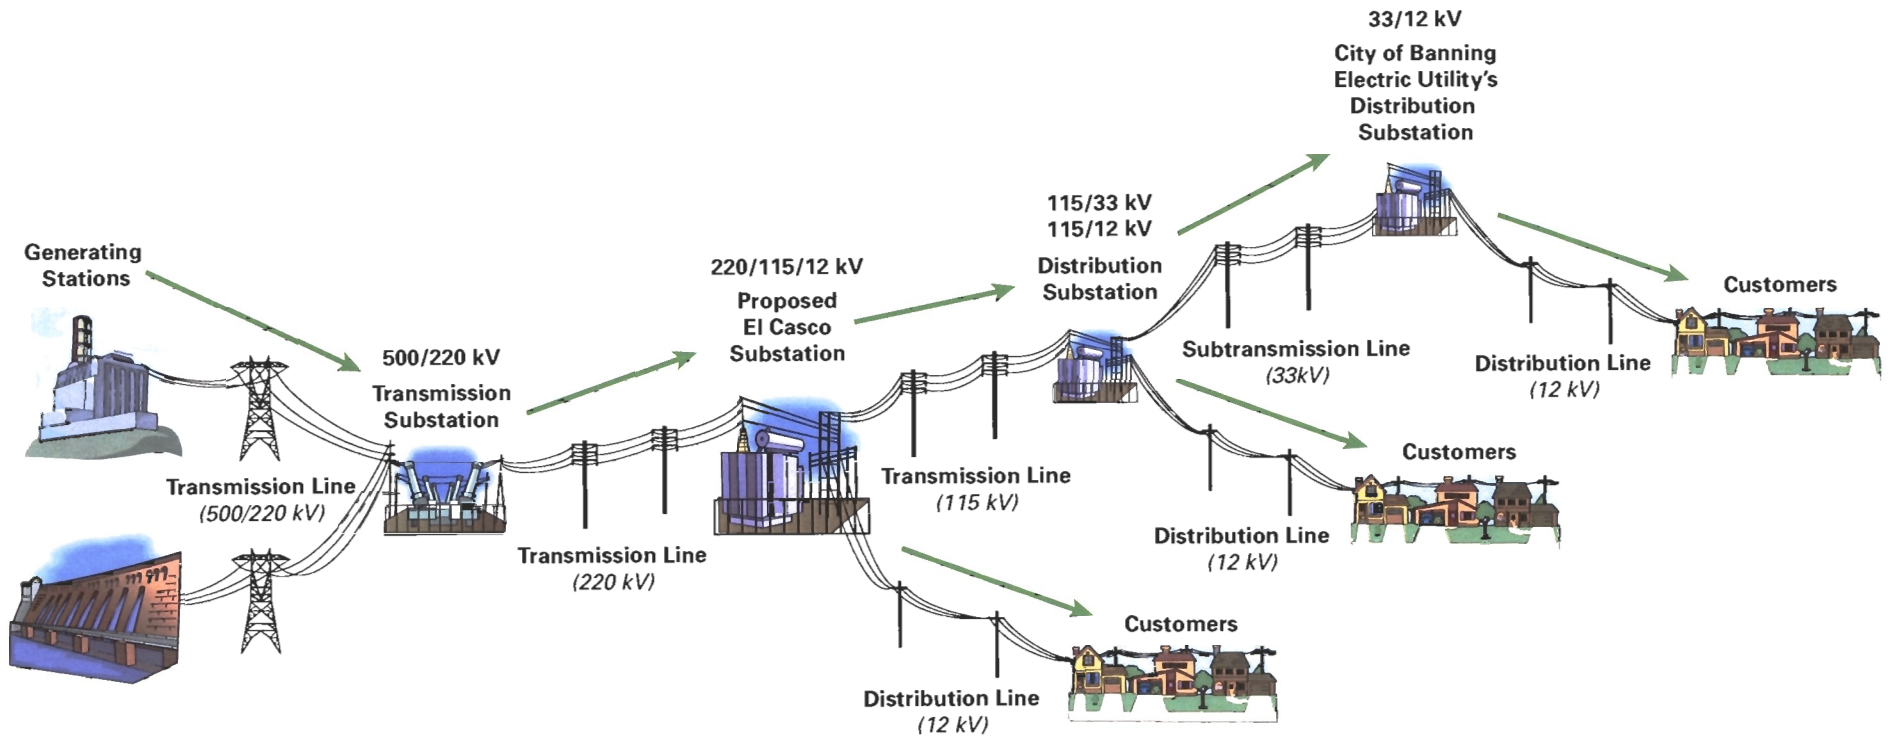 Generating
Stations
Transmission Line
(500/220 kV)
500/220 kV
Transmission
Substation
Transmission Line
(220 kV)
220/115/12 kV
Proposed
El Casco
Substation
Transmission Line
(115 kV)
Distribution Line
(12 kV)
Customers
115/33 kV
115/12 kV
Distribution
Substation
Subtransmission Line
(33kV)
Distribution Line
(12 kV)
Customers
33/12 kV
City of Banning
Electric Utility's
Distribution
Substation
Distribution Line
(12 kV)
Customers